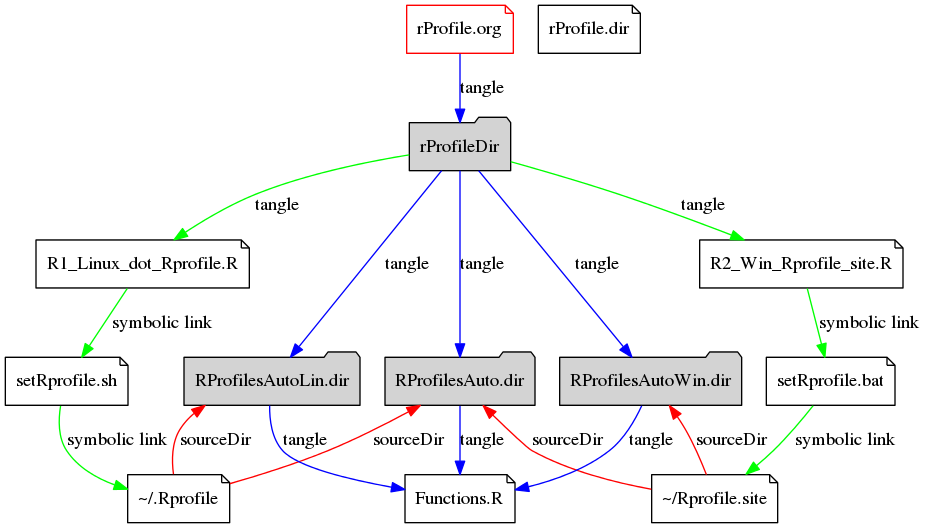 rProfile.org
rProfile.dir
tangle
rProfileDir
tangle
tangle
R1_Linux_dot_Rprofile.R
tangle
tangle
tangle
R2_Win_Rprofile_site.R
symbolic link
symbolic link
setRprofile.sh
RProfilesAutoLin.dir
RProfilesAuto.dir
RProfilesAutoWin.dir
setRprofile.bat
symbolic link
sourceDir
tangle
sourceDir
tangle
sourceDir
tangle
sourceDir
symbolic link
~/.Rprofile
Functions.R
~/Rprofile.site